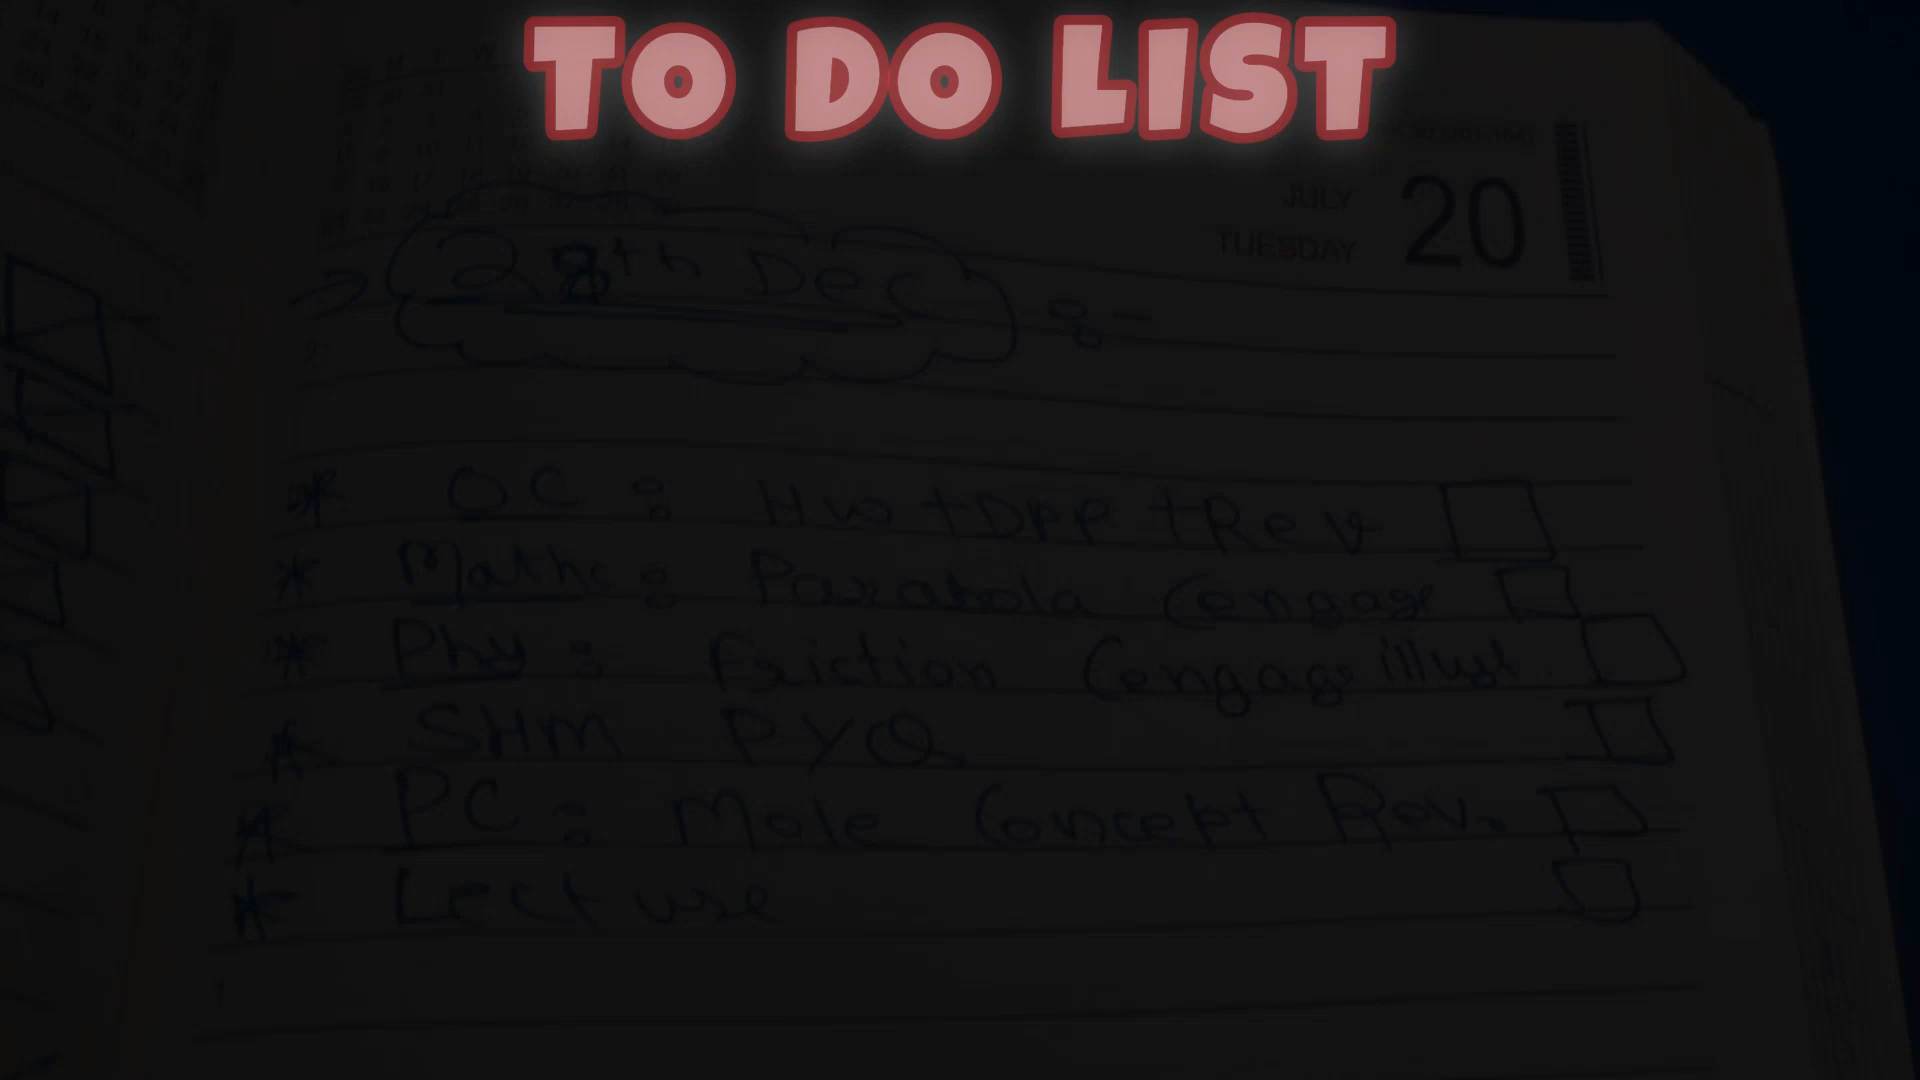 TO DO LIST
JULY
TUESDAY 20
28th Dec :-
* OC : Hw + DPP + Rev
* Maths : Parabola Cengage
* Phy : Friction Cengage illust.
* SHM PYQ
* PC : Mole Concept Rev.
* Lecture